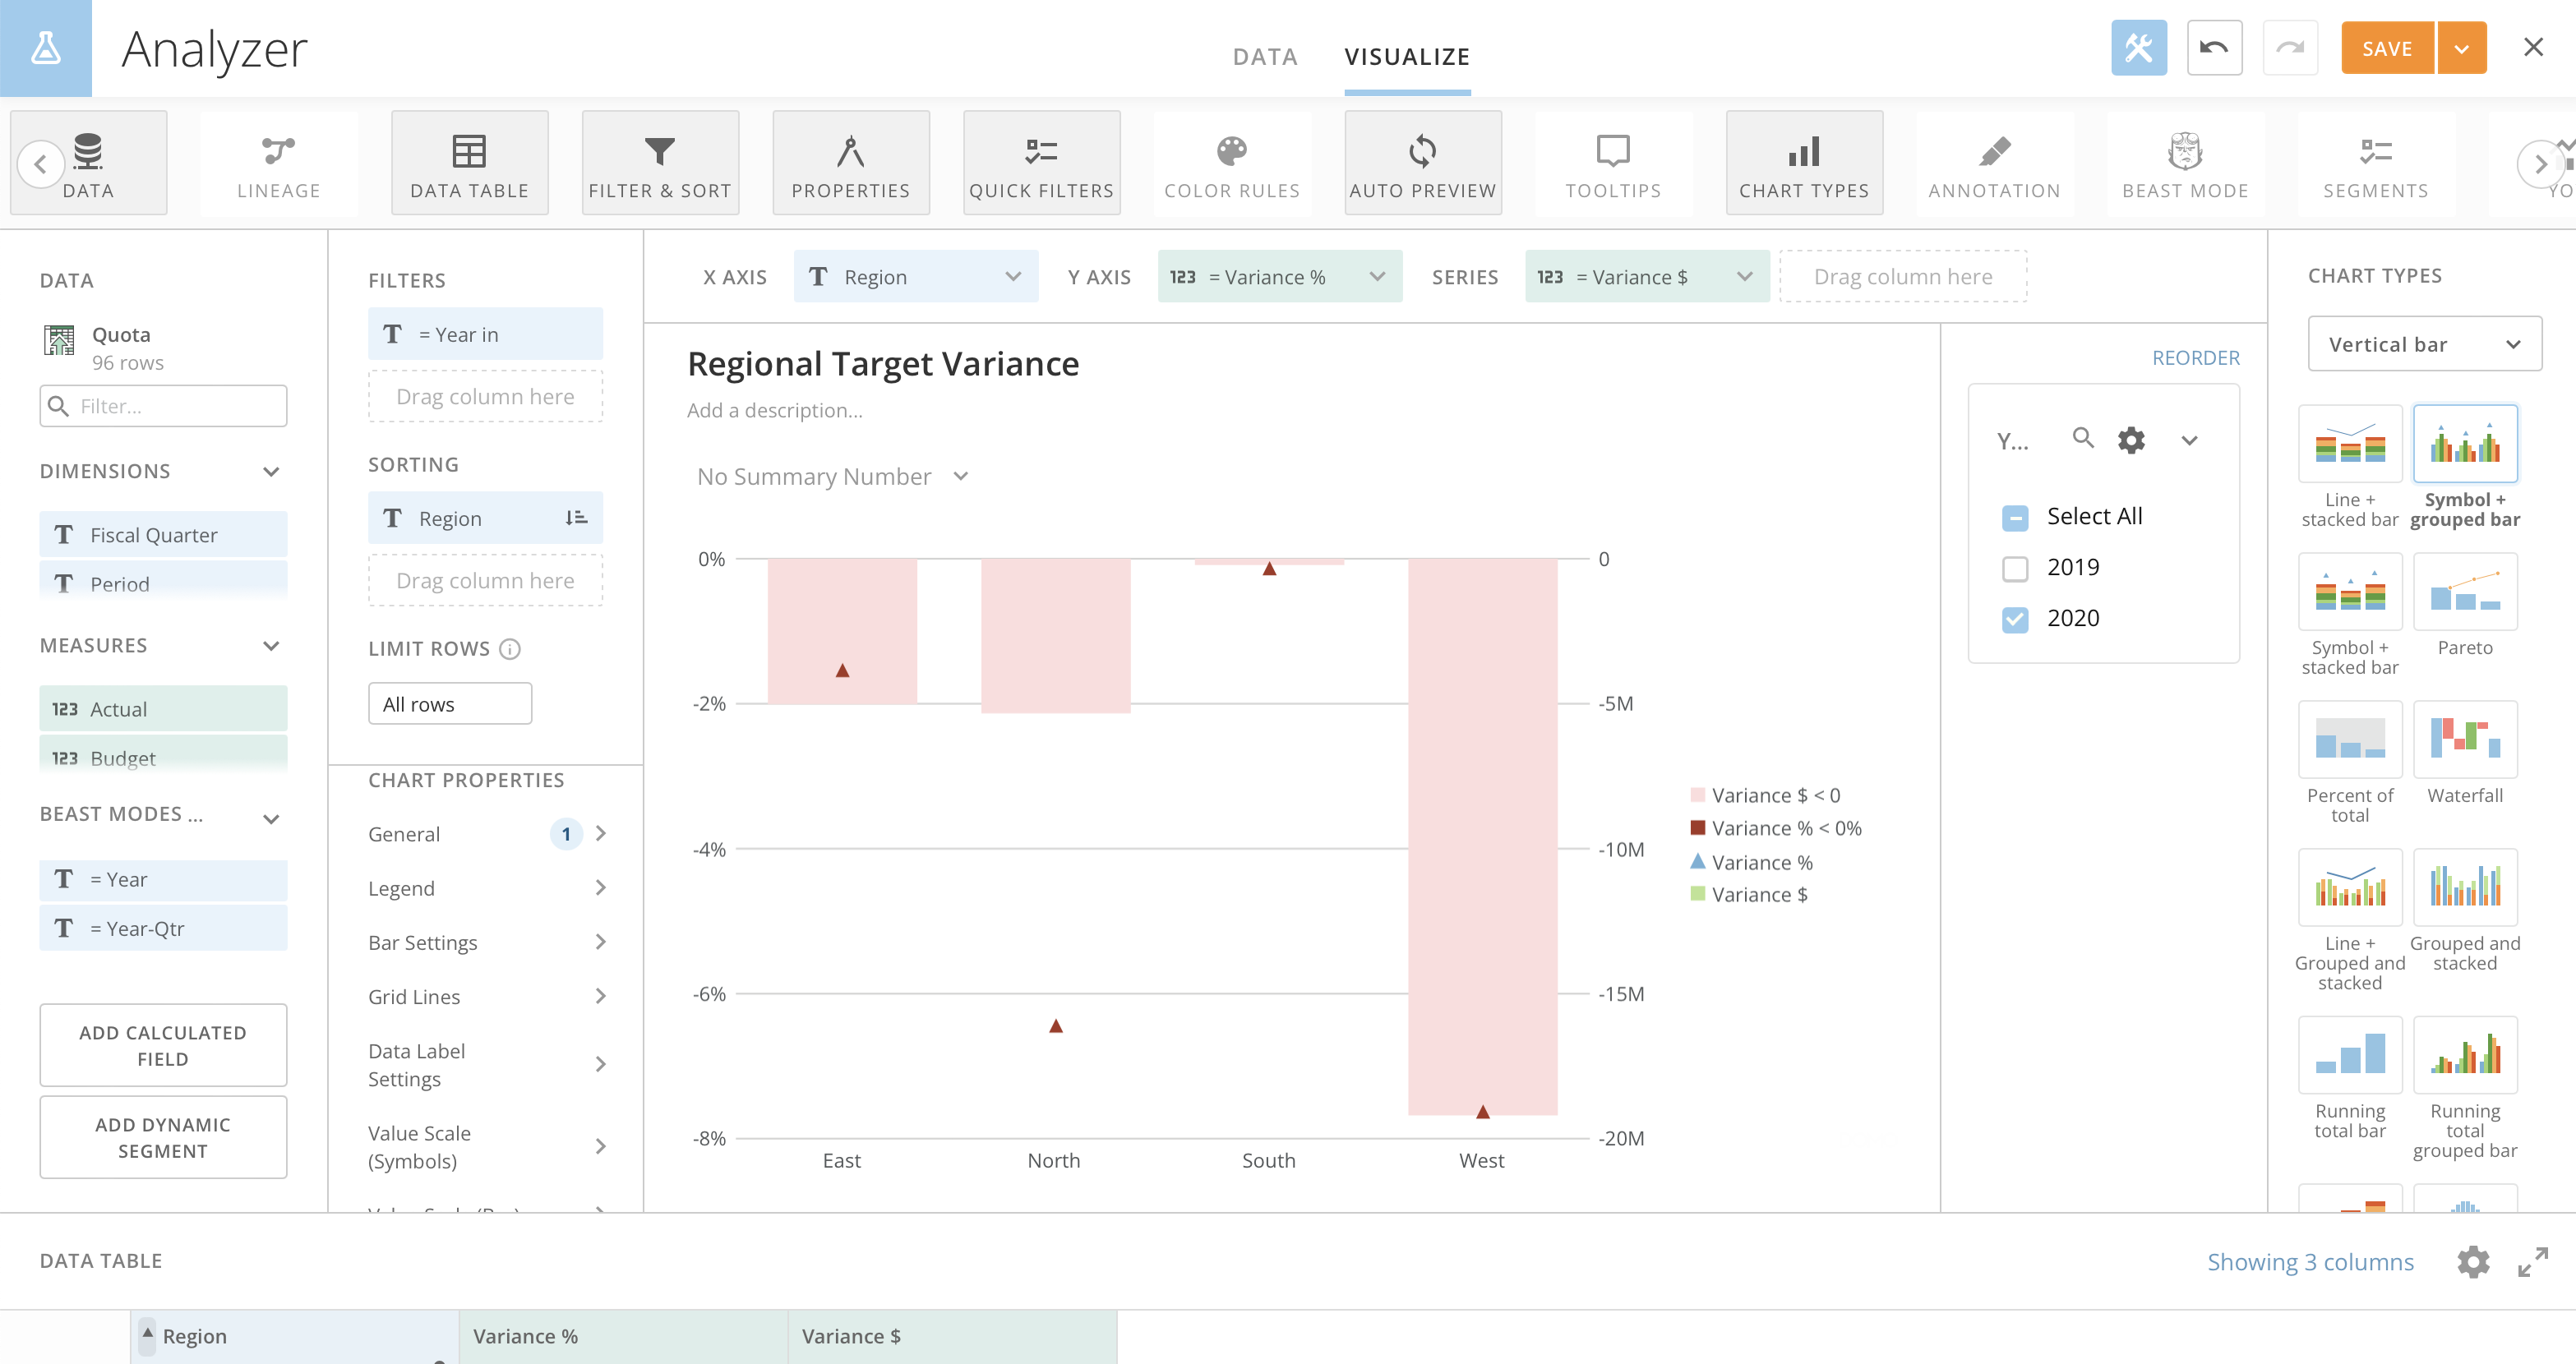 Analyzer
DATA
VISUALIZE
SAVE
DATA
LINEAGE
DATA TABLE
FILTER & SORT
PROPERTIES
QUICK FILTERS
COLOR RULES
AUTO PREVIEW
TOOLTIPS
CHART TYPES
ANNOTATION
BEAST MODE
SEGMENTS
YO
DATA
Quota
96 rows
Filter...
DIMENSIONS
T Fiscal Quarter
T Period
MEASURES
123 Actual
123 Budget
BEAST MODES ...
T = Year
T = Year-Qtr
ADD CALCULATED
FIELD
ADD DYNAMIC
SEGMENT
FILTERS
T = Year in
Drag column here
SORTING
T Region
Drag column here
LIMIT ROWS
All rows
CHART PROPERTIES
General 1
Legend
Bar Settings
Grid Lines
Data Label
Settings
Value Scale
(Symbols)
X AXIS
T Region
Y AXIS
123 = Variance %
SERIES
123 = Variance $
Drag column here
Regional Target Variance
Add a description...
No Summary Number
0%
-2%
-4%
-6%
-8%
0
-5M
-10M
-15M
-20M
East
North
South
West
Variance $ < 0
Variance % < 0%
Variance %
Variance $
REORDER
Y...
Select All
2019
2020
CHART TYPES
Vertical bar
Line +
stacked bar
Symbol +
grouped bar
Symbol +
stacked bar
Pareto
Percent of
total
Waterfall
Line +
Grouped and
stacked
Grouped and
stacked
Running
total bar
Running
total
grouped bar
DATA TABLE
Showing 3 columns
Region
Variance %
Variance $